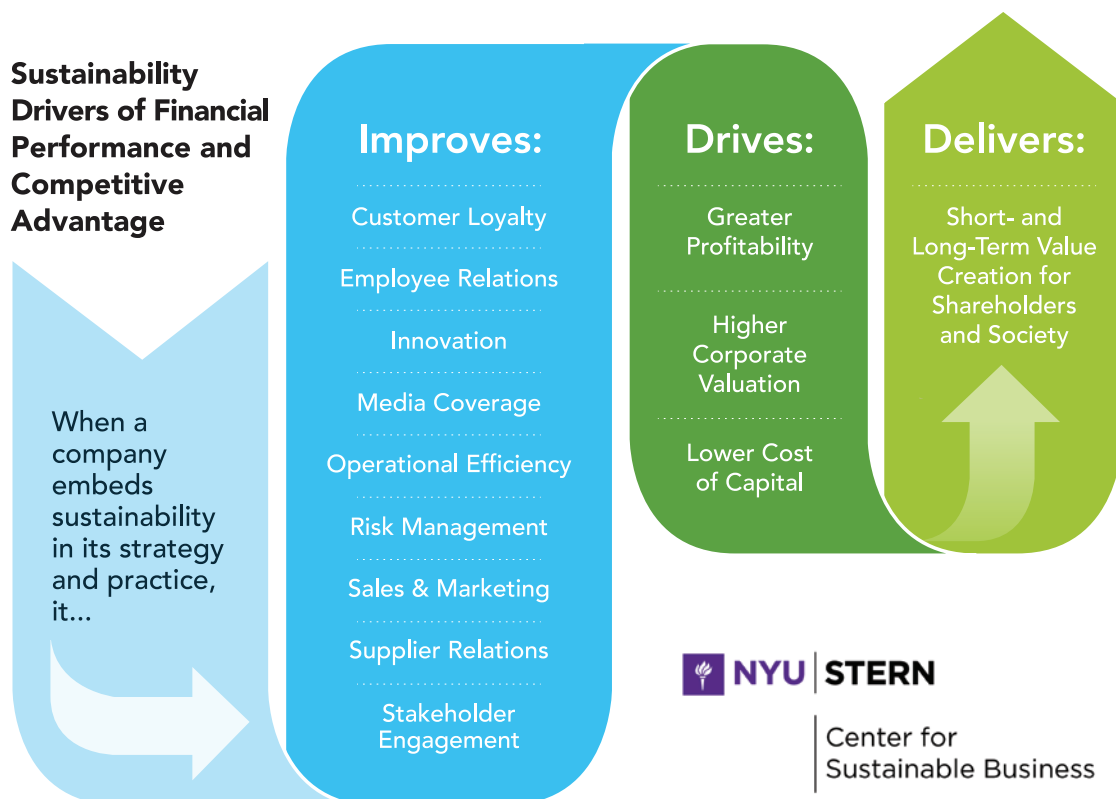 Sustainability
Drivers of Financial
Performance and
Competitive
Advantage
When a
company
embeds
sustainability
in its strategy
and practice,
it...
Improves:
Customer Loyalty
Employee Relations
Innovation
Media Coverage
Operational Efficiency
Risk Management
Sales & Marketing
Supplier Relations
Stakeholder
Engagement
Drives:
Greater
Profitability
Higher
Corporate
Valuation
Lower Cost
of Capital
Delivers:
Short- and
Long-Term Value
Creation for
Shareholders
and Society
NYU | STERN
Center for
Sustainable Business